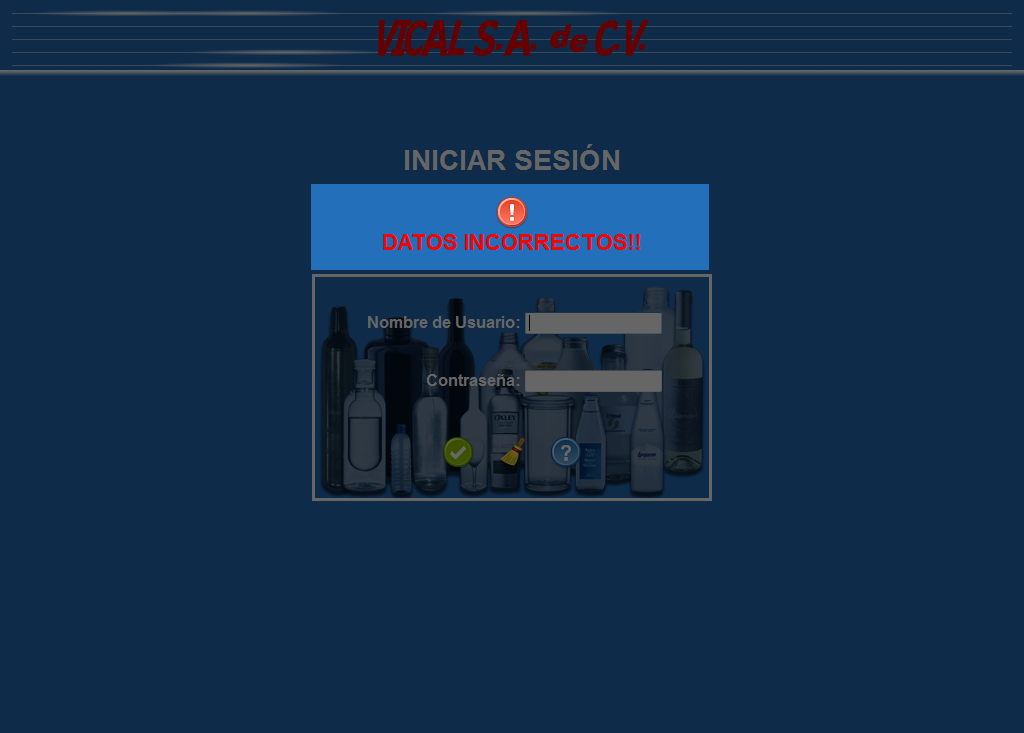 VICAL S.A. de C.V.
INICIAR SESIÓN
DATOS INCORRECTOS!!
Nombre de Usuario:
Contraseña: